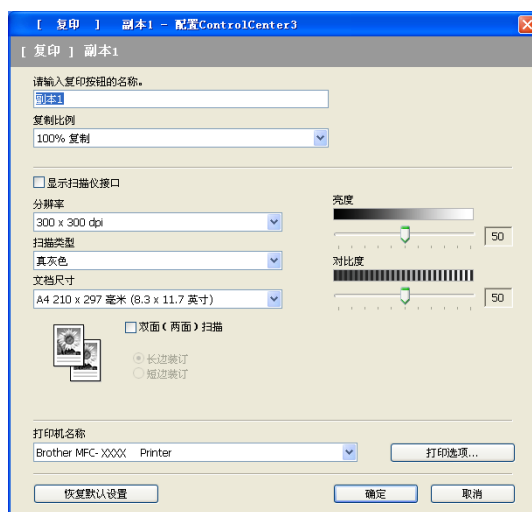 [ 复印 ] 副本1 - 配置ControlCenter3
[ 复印 ] 副本1
请输入复印按钮的名称。
副本1
复制比例
100% 复制
显示扫描仪接口
分辨率
300 x 300 dpi
扫描类型
真灰色
文档尺寸
A4 210 x 297 毫米 (8.3 x 11.7 英寸)
双面(两面)扫描
长边装订
短边装订
亮度
50
对比度
50
打印机名称
Brother MFC- XXXX Printer
打印选项...
恢复默认设置
确定
取消